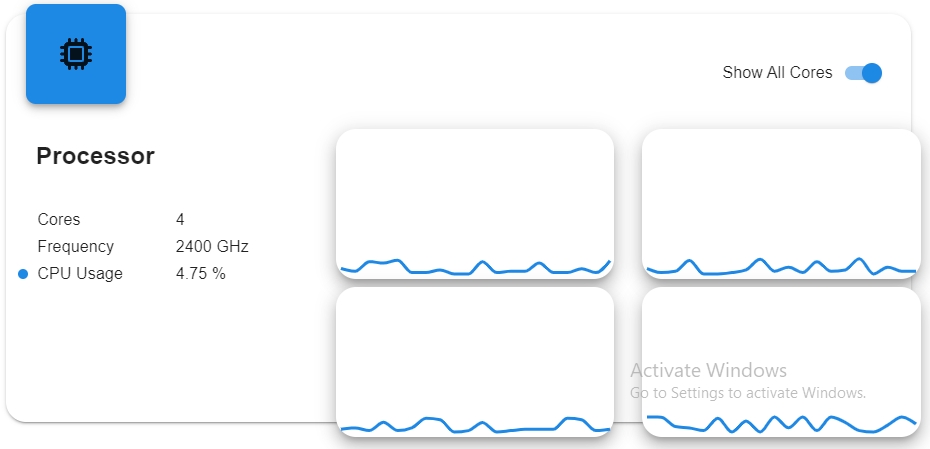 Show All Cores
Processor
Cores 4
Frequency 2400 GHz
CPU Usage 4.75 %
Activate Windows
Go to Settings to activate Windows.